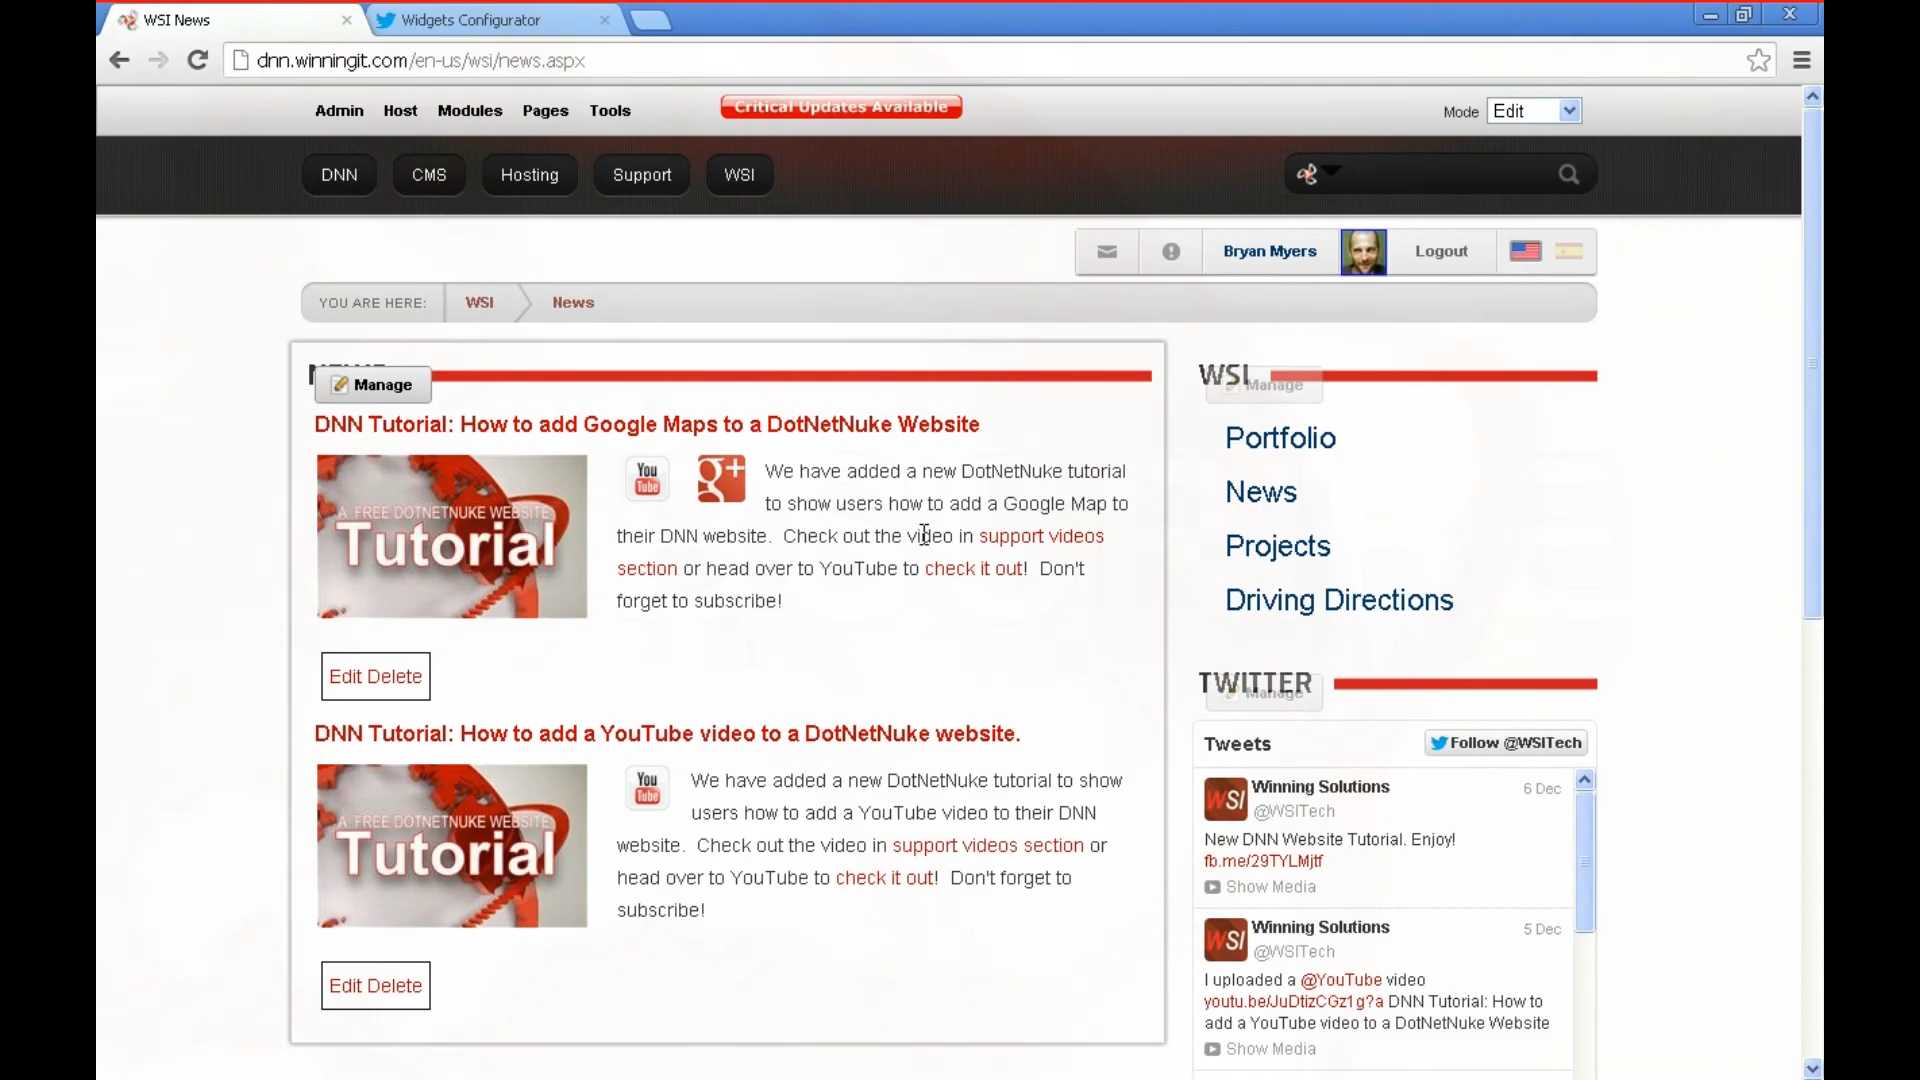 WSI News
Widgets Configurator
dnn.winningit.com/en-us/wsi/news.aspx
Admin Host Modules Pages Tools
Critical Updates Available
Mode Edit
DNN CMS Hosting Support WSI
Bryan Myers Logout
YOU ARE HERE: WSI News
Manage
DNN Tutorial: How to add Google Maps to a DotNetNuke Website
A FREE DOTNETNUKE WEBSITE
Tutorial
You
Tube
g+
We have added a new DotNetNuke tutorial
to show users how to add a Google Map to
their DNN website. Check out the video in support videos
section or head over to YouTube to check it out! Don't
forget to subscribe!
Edit Delete
DNN Tutorial: How to add a YouTube video to a DotNetNuke website.
A FREE DOTNETNUKE WEBSITE
Tutorial
You
Tube
We have added a new DotNetNuke tutorial to show
users how to add a YouTube video to their DNN
website. Check out the video in support videos section or
head over to YouTube to check it out! Don't forget to
subscribe!
Edit Delete
WSI
Manage
Portfolio
News
Projects
Driving Directions
TWITTER
Manage
Tweets
Follow @WSITech
WSI
Winning Solutions 6 Dec
@WSITech
New DNN Website Tutorial. Enjoy!
fb.me/29TYLMjtf
Show Media
WSI
Winning Solutions 5 Dec
@WSITech
I uploaded a @YouTube video
youtu.be/JuDtizCGz1g?a DNN Tutorial: How to
add a YouTube video to a DotNetNuke Website
Show Media